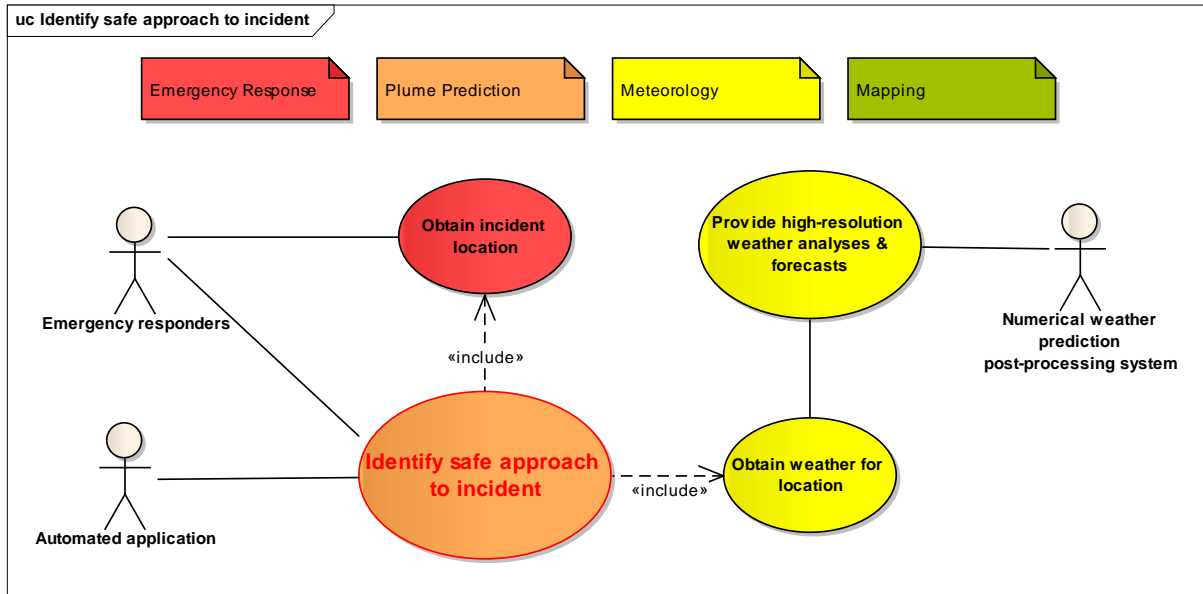 uc Identify safe approach to incident
Emergency Response
Plume Prediction
Meteorology
Mapping
Obtain incident
location
Provide high-resolution
weather analyses &
forecasts
Emergency responders
Numerical weather
prediction
post-processing system
«include»
Identify safe approach
to incident
«include»
Obtain weather for
location
Automated application